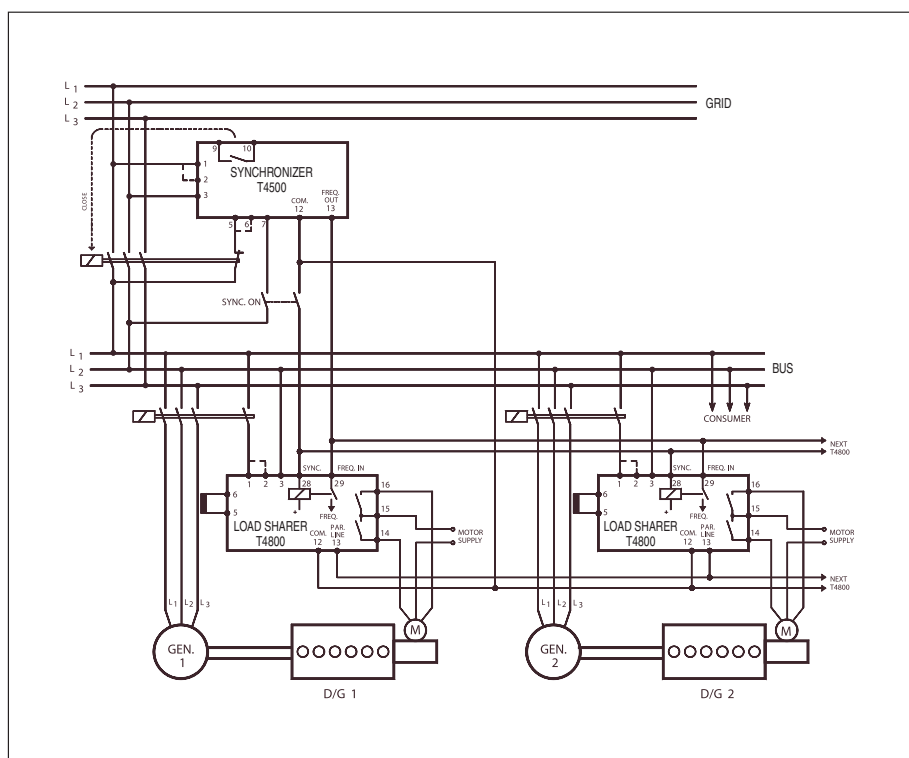 L 1
L 2
L 3
GRID
9 10
1
2
3
SYNCHRONIZER
T4500
COM.
12
FREQ.
OUT
13
5 6 7
CLOSE
SYNC. ON
L 1
L 2
L 3
BUS
CONSUMER
NEXT
T4800
1 2 3
SYNC.
28
FREQ. IN
29
16
15
14
6
5
+
FREQ.
LOAD SHARER
T4800
COM.
12
PAR.
LINE
13
MOTOR
SUPPLY
1 2 3
SYNC.
28
FREQ. IN
29
16
15
14
6
5
+
FREQ.
LOAD SHARER
T4800
COM.
12
PAR.
LINE
13
MOTOR
SUPPLY
NEXT
T4800
L1 L2 L3
GEN.
1
M
D/G 1
L1 L2 L3
GEN.
2
M
D/G 2